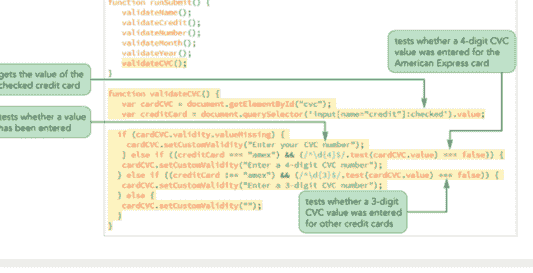 function runSubmit() {
validateName();
validateCredit();
validateNumber();
validateMonth();
validateYear();
validateCVC();
}
tests whether a 4-digit CVC
value was entered for the
American Express card
gets the value of the
checked credit card
function validateCVC() {
var cardCVC = document.getElementById("cvc");
var creditCard = document.querySelector('input[name="credit"]:checked').value;
tests whether a value
has been entered
if (cardCVC.validity.valueMissing) {
cardCVC.setCustomValidity("Enter your CVC number");
} else if ((creditCard === "amex") && (/^\d{4}$/.test(cardCVC.value) === false)) {
cardCVC.setCustomValidity("Enter a 4-digit CVC number");
} else if ((creditCard !== "amex") && (/^\d{3}$/.test(cardCVC.value) === false)) {
cardCVC.setCustomValidity("Enter a 3-digit CVC number");
} else {
cardCVC.setCustomValidity("");
}
}
tests whether a 3-digit
CVC value was entered
for other credit cards